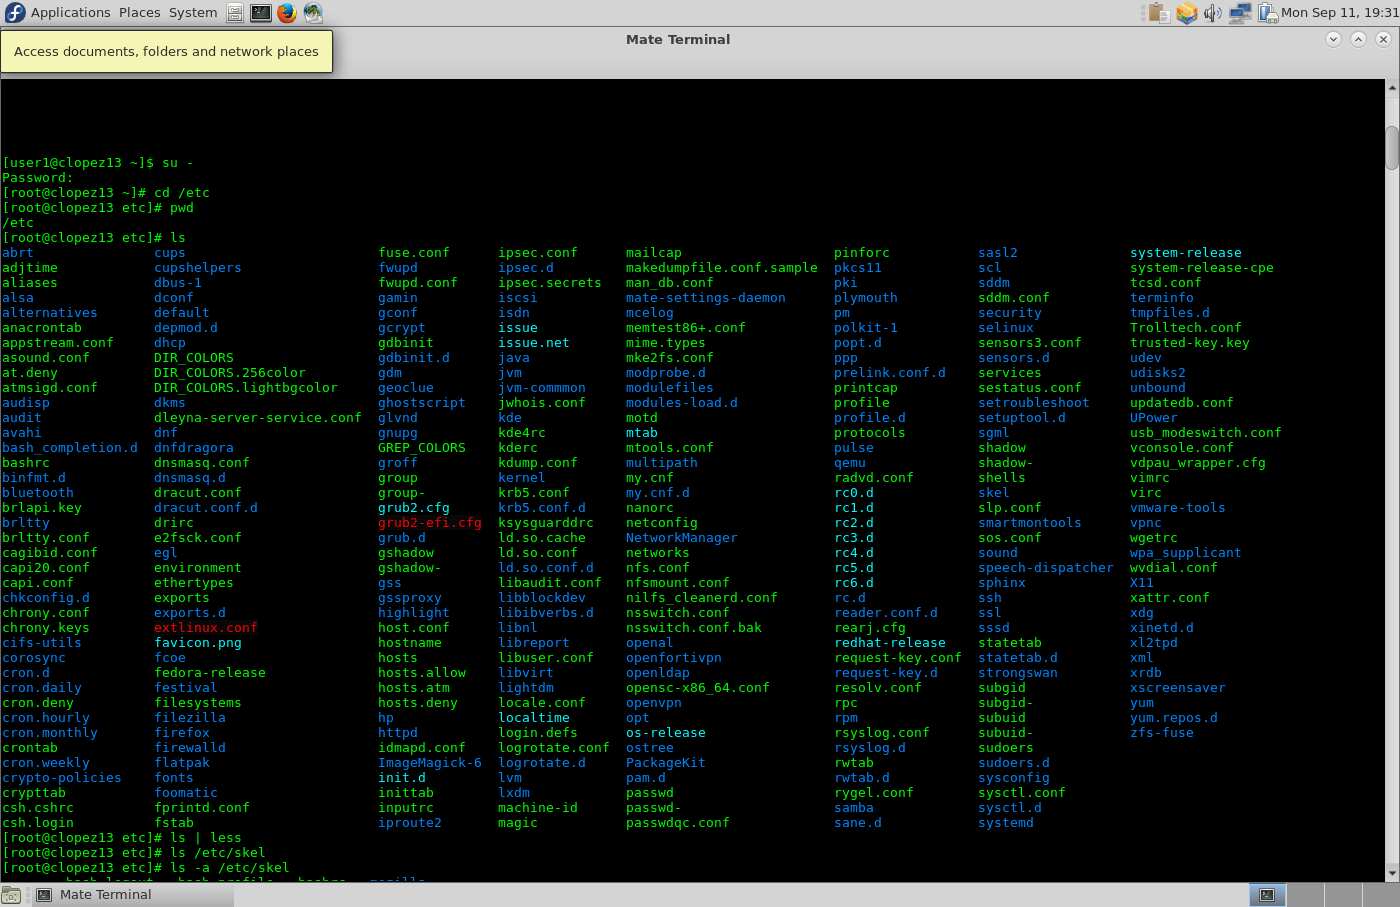 Applications Places System Mon Sep 11, 19:31
Mate Terminal
Access documents, folders and network places
[user1@clopez13 ~]$ su -
Password:
[root@clopez13 ~]# cd /etc
[root@clopez13 etc]# pwd
/etc
[root@clopez13 etc]# ls
abrt cups fuse.conf ipsec.conf mailcap pinforc sasl2 system-release
adjtime cupshelpers fwupd ipsec.d makedumpfile.conf.sample pkcs11 scl system-release-cpe
aliases dbus-1 fwupd.conf ipsec.secrets man_db.conf pki sddm tcsd.conf
alsa dconf gamin iscsi mate-settings-daemon plymouth sddm.conf terminfo
alternatives default gconf isdn mcelog pm security tmpfiles.d
anacrontab depmod.d gcrypt issue memtest86+.conf polkit-1 selinux Trolltech.conf
appstream.conf dhcp gdbinit issue.net mime.types popt.d sensors3.conf trusted-key.key
asound.conf DIR_COLORS gdbinit.d java mke2fs.conf ppp sensors.d udev
at.deny DIR_COLORS.256color gdm jvm modprobe.d prelink.conf.d services udisks2
atmsigd.conf DIR_COLORS.lightbgcolor geoclue jvm-commmon modulefiles printcap sestatus.conf unbound
audisp dkms ghostscript jwhois.conf modules-load.d profile setroubleshoot updatedb.conf
audit dleyna-server-service.conf glvnd kde motd profile.d setuptool.d UPower
avahi dnf gnupg kde4rc mtab protocols sgml usb_modeswitch.conf
bash_completion.d dnfdragora GREP_COLORS kderc mtools.conf pulse shadow vconsole.conf
bashrc dnsmasq.conf groff kdump.conf multipath qemu shadow- vdpau_wrapper.cfg
binfmt.d dnsmasq.d group kernel my.cnf radvd.conf shells vimrc
bluetooth dracut.conf group- krb5.conf my.cnf.d rc0.d skel virc
brlapi.key dracut.conf.d grub2.cfg krb5.conf.d nanorc rc1.d slp.conf vmware-tools
brltty drirc grub2-efi.cfg ksysguarddrc netconfig rc2.d smartmontools vpnc
brltty.conf e2fsck.conf grub.d ld.so.cache NetworkManager rc3.d sos.conf wgetrc
cagibid.conf egl gshadow ld.so.conf networks rc4.d sound wpa_supplicant
capi20.conf environment gshadow- ld.so.conf.d nfs.conf rc5.d speech-dispatcher wvdial.conf
capi.conf ethertypes gss libaudit.conf nfsmount.conf rc6.d sphinx X11
chkconfig.d exports gssproxy libblockdev nilfs_cleanerd.conf rc.d ssh xattr.conf
chrony.conf exports.d highlight libibverbs.d nsswitch.conf reader.conf.d ssl xdg
chrony.keys extlinux.conf host.conf libnl nsswitch.conf.bak rearj.cfg sssd xinetd.d
cifs-utils favicon.png hostname libreport openal redhat-release statetab xl2tpd
corosync fcoe hosts libuser.conf openfortivpn request-key.conf statetab.d xml
cron.d fedora-release hosts.allow libvirt openldap request-key.d strongswan xrdb
cron.daily festival hosts.atm lightdm opensc-x86_64.conf resolv.conf subgid xscreensaver
cron.deny filesystems hosts.deny locale.conf openvpn rpc subgid- yum
cron.hourly filezilla hp localtime opt rpm subuid yum.repos.d
cron.monthly firefox httpd login.defs os-release rsyslog.conf subuid- zfs-fuse
crontab firewalld idmapd.conf logrotate.conf ostree rsyslog.d sudoers
cron.weekly flatpak ImageMagick-6 logrotate.d PackageKit rwtab sudoers.d
crypto-policies fonts init.d lvm pam.d rwtab.d sysconfig
crypttab foomatic inittab lxdm passwd rygel.conf sysctl.conf
csh.cshrc fprintd.conf inputrc machine-id passwd- samba sysctl.d
csh.login fstab iproute2 magic passwdqc.conf sane.d systemd
[root@clopez13 etc]# ls | less
[root@clopez13 etc]# ls /etc/skel
[root@clopez13 etc]# ls -a /etc/skel
Mate Terminal